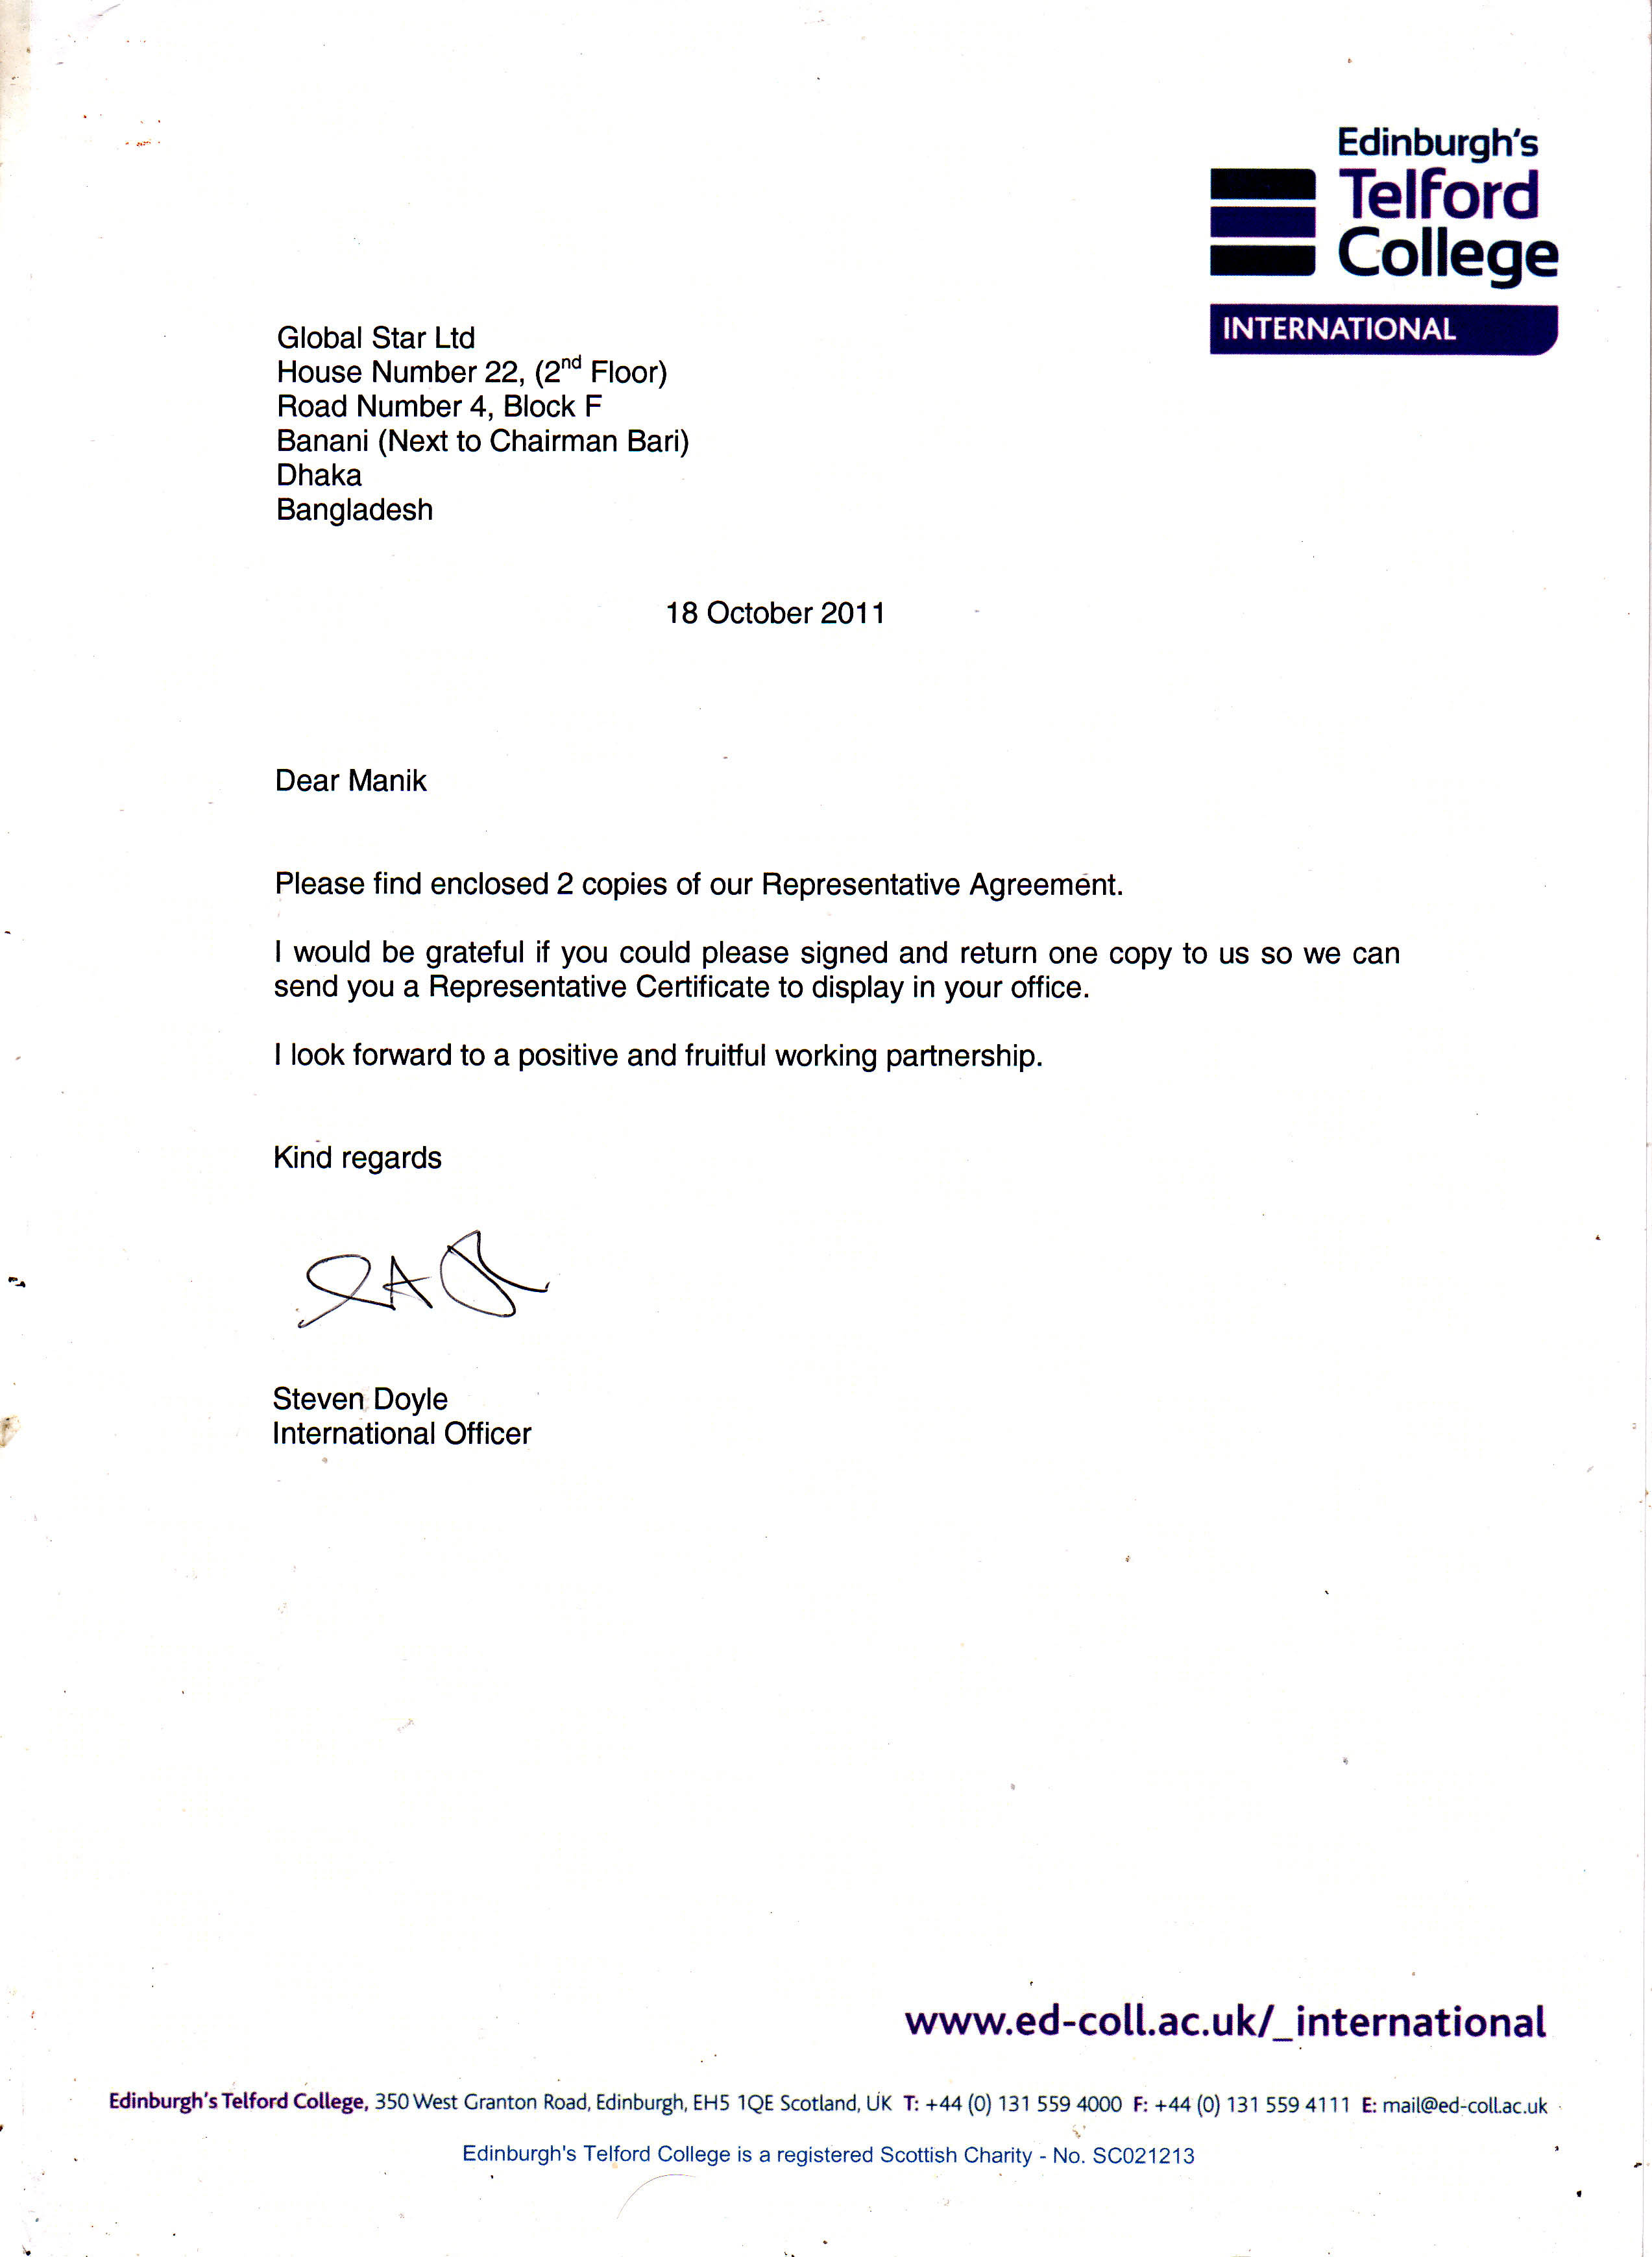 Edinburgh's
Telford
College
INTERNATIONAL
Global Star Ltd
House Number 22, (2nd Floor)
Road Number 4, Block F
Banani (Next to Chairman Bari)
Dhaka
Bangladesh
18 October 2011
Dear Manik
Please find enclosed 2 copies of our Representative Agreement.
I would be grateful if you could please signed and return one copy to us so we can
send you a Representative Certificate to display in your office.
I look forward to a positive and fruitful working partnership.
Kind regards
Steven Doyle
International Officer
www.ed-coll.ac.uk/_international
Edinburgh's Telford College, 350 West Granton Road, Edinburgh, EH5 1QE Scotland, UK T: +44 (0) 131 559 4000 F: +44 (0) 131 559 4111 E: mail@ed-coll.ac.uk
Edinburgh's Telford College is a registered Scottish Charity - No. SC021213